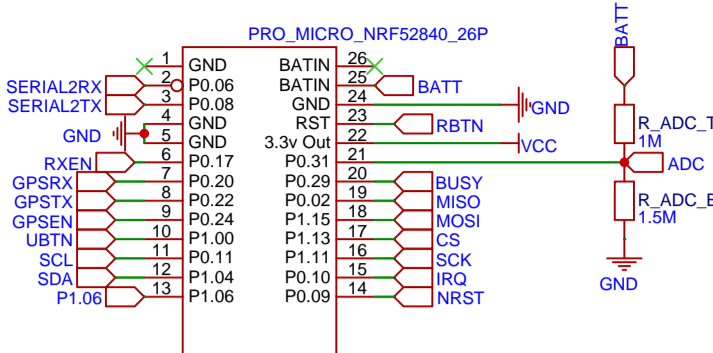 PRO_MICRO_NRF52840_26P
BATT
1 GND BATIN 26
SERIAL2RX 2 P0.06 BATIN 25 BATT
SERIAL2TX 3 P0.08 GND 24 GND
GND 4 GND RST 23 RBTN
5 GND 3.3v Out 22 VCC
RXEN 6 P0.17 P0.31 21 ADC
GPSRX 7 P0.20 P0.29 20 BUSY
GPSTX 8 P0.22 P0.02 19 MISO
GPSEN 9 P0.24 P1.15 18 MOSI
UBTN 10 P1.00 P1.13 17 CS
SCL 11 P0.11 P1.11 16 SCK
SDA 12 P1.04 P0.10 15 IRQ
P1.06 13 P1.06 P0.09 14 NRST
R_ADC_T
1M
R_ADC_B
1.5M
GND